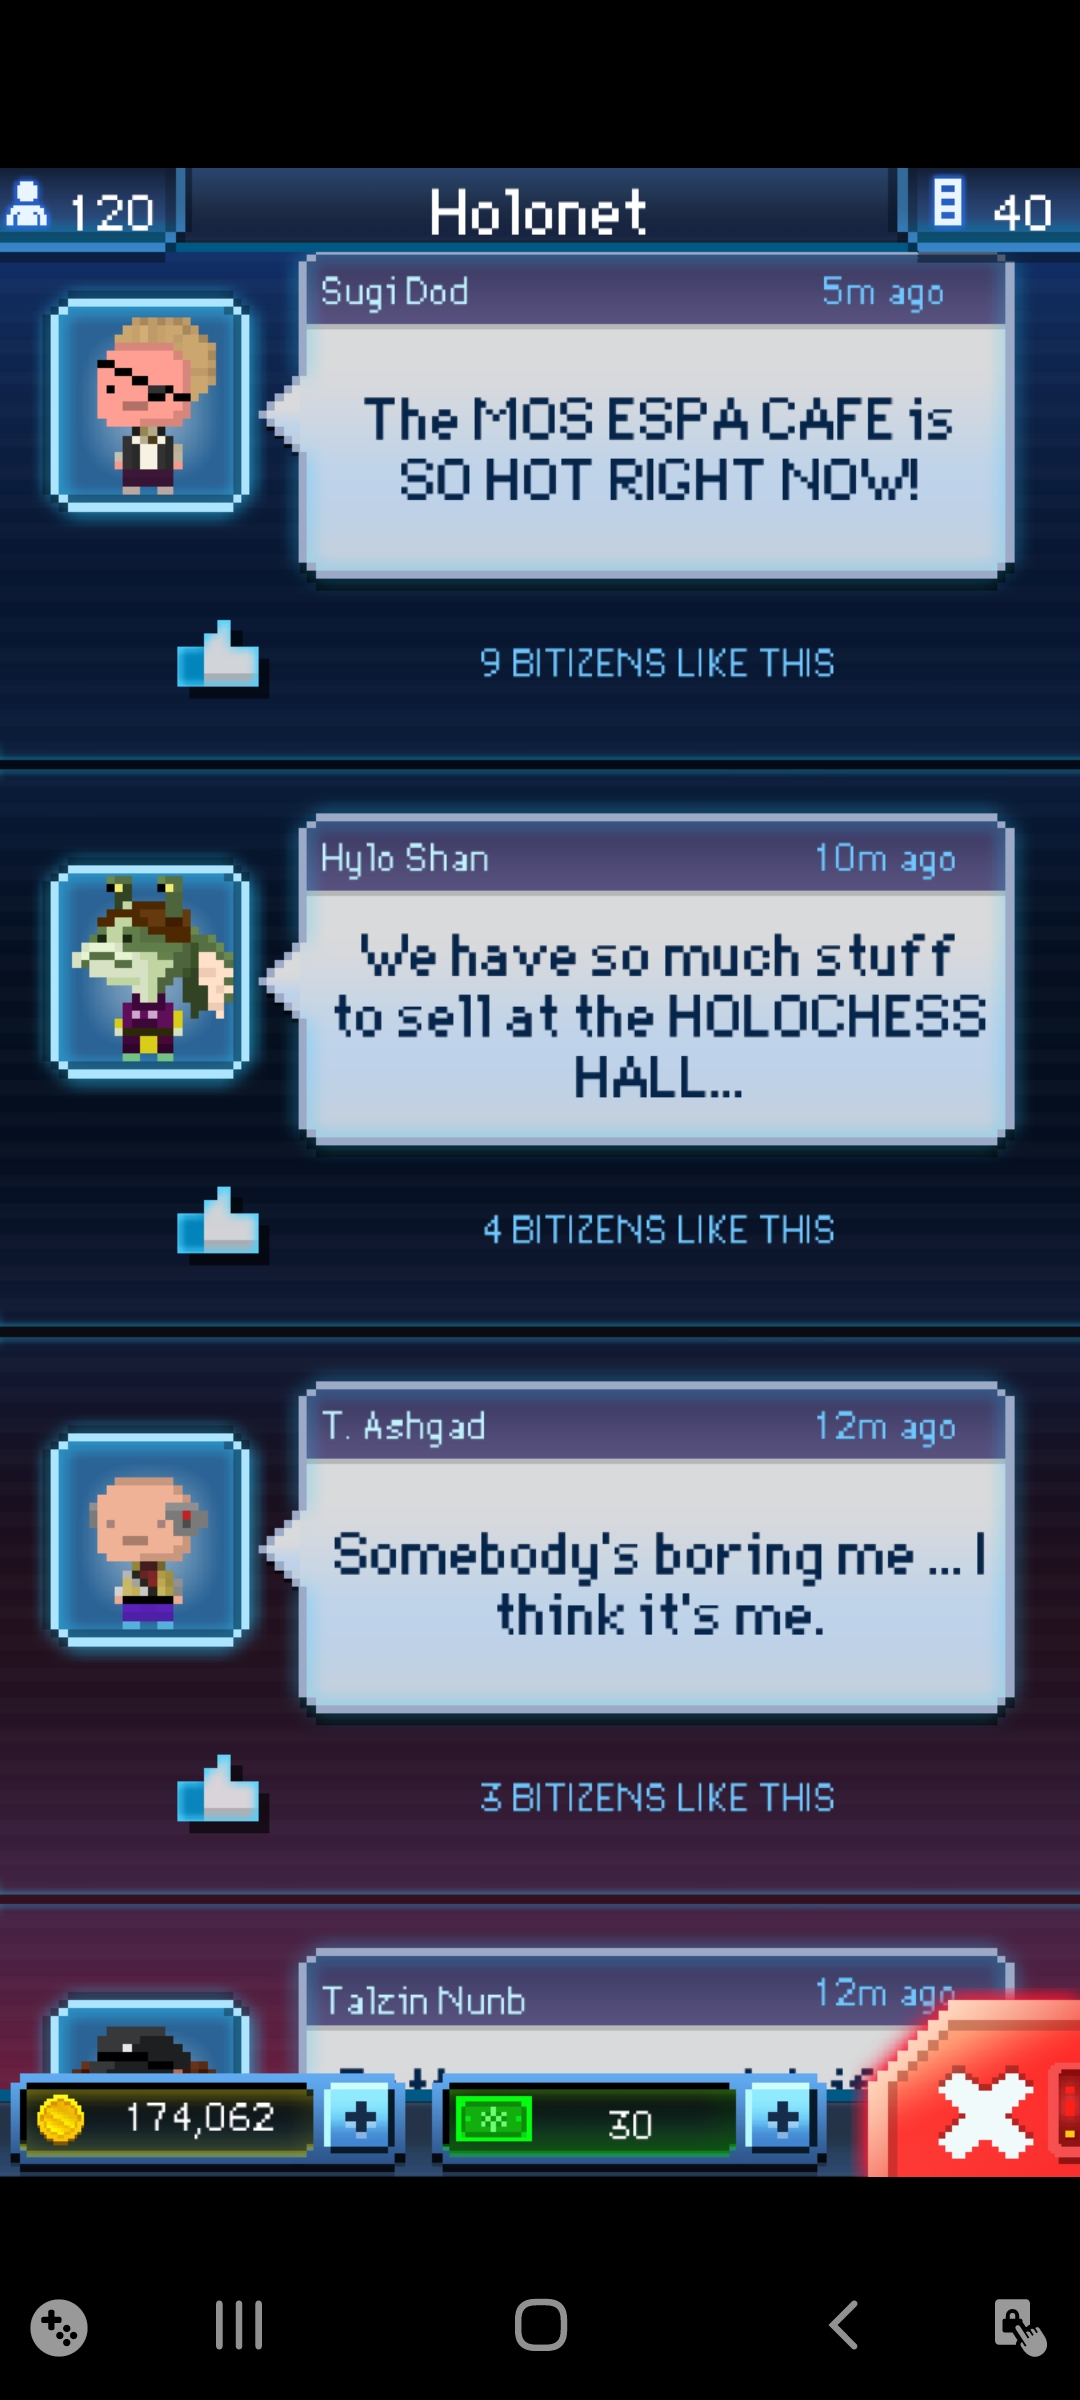 120 Holonet 40
Sugi Dod 5m ago
The MOS ESPA CAFE is
SO HOT RIGHT NOW!
9 BITIZENS LIKE THIS
Hylo Shan 10m ago
We have so much stuff
to sell at the HOLOCHESS
HALL...
4 BITIZENS LIKE THIS
T. Ashgad 12m ago
Somebody's boring me ... I
think it's me.
3 BITIZENS LIKE THIS
Talzin Nunb 12m ago
174,062 30